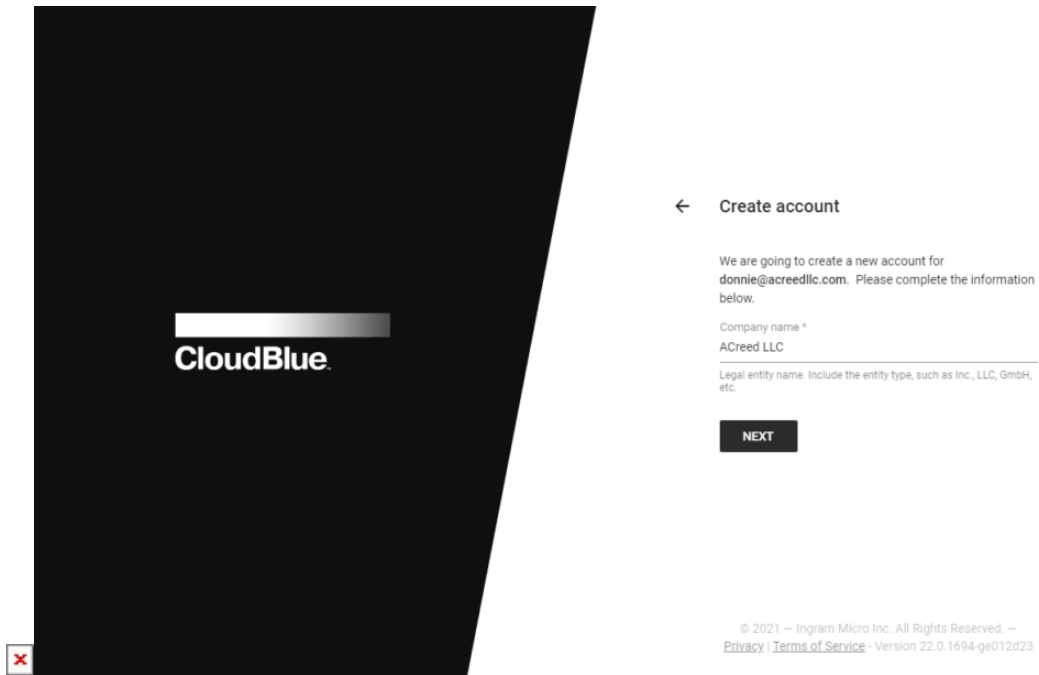 CloudBlue
Create account
We are going to create a new account for
donnie@acreedllc.com. Please complete the information
below.
Company name *
ACreed LLC
Legal entity name. Include the entity type, such as Inc., LLC, GmbH,
etc.
NEXT
© 2021 — Ingram Micro Inc. All Rights Reserved. —
Privacy | Terms of Service - Version 22.0.1694-ge012d23